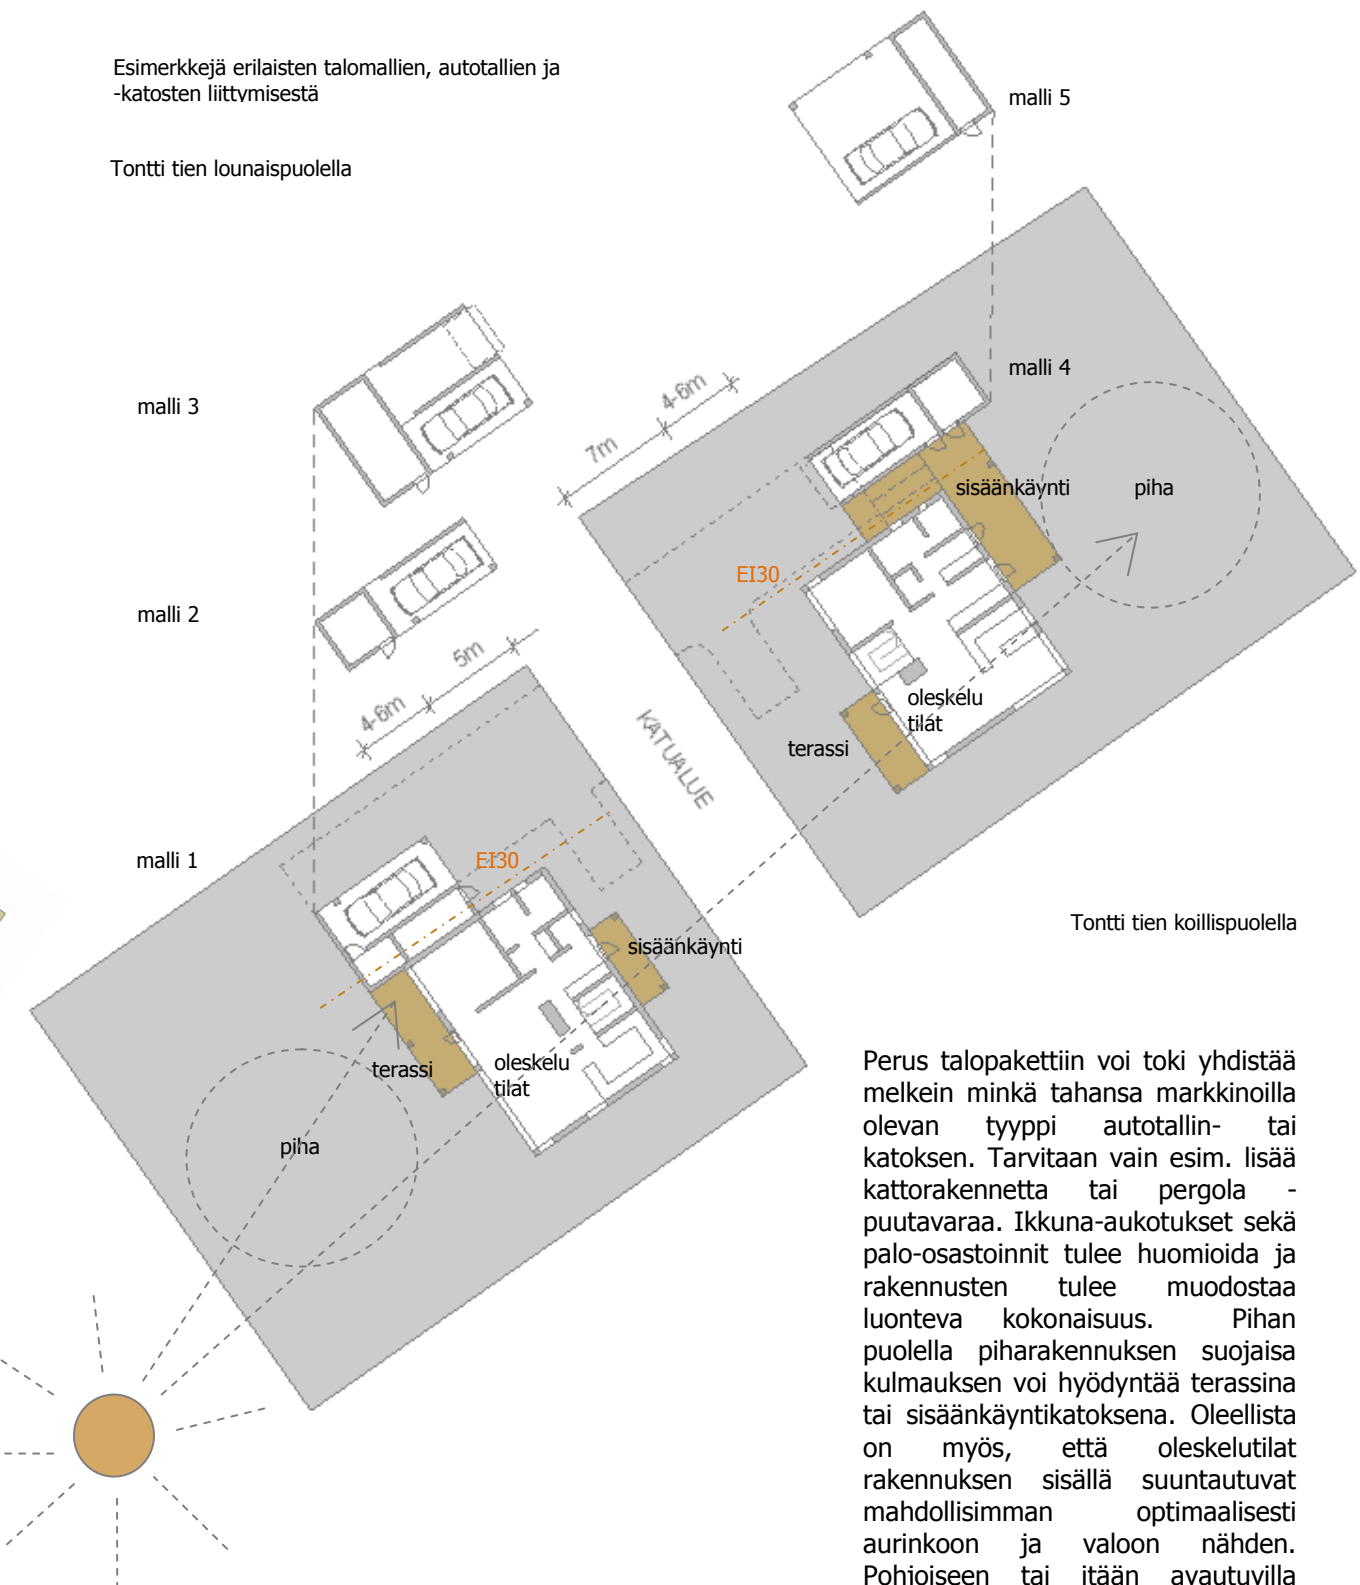 Esimerkkejä erilaisten talomallien, autotallien ja
-katosten liittymisestä
Tontti tien lounaispuolella
malli 5
malli 4
malli 3
malli 2
malli 1
7m
4-6m
sisäänkäynti
piha
EI30
oleskelu
tilat
terassi
5m
4-6m
KATUALUE
EI30
sisäänkäynti
terassi
oleskelu
tilat
piha
Tontti tien koillispuolella
Perus talopakettiin voi toki yhdistää
melkein minkä tahansa markkinoilla
olevan tyyppi autotallin- tai
katoksen. Tarvitaan vain esim. lisää
kattorakennetta tai pergola -
puutavaraa. Ikkuna-aukotukset sekä
palo-osastoinnit tulee huomioida ja
rakennusten tulee muodostaa
luonteva kokonaisuus. Pihan
puolella piharakennuksen suojaisa
kulmauksen voi hyödyntää terassina
tai sisäänkäyntikatoksena. Oleellista
on myös, että oleskelutilat
rakennuksen sisällä suuntautuvat
mahdollisimman optimaalisesti
aurinkoon ja valoon nähden.
Pohjoiseen tai itään avautuvilla